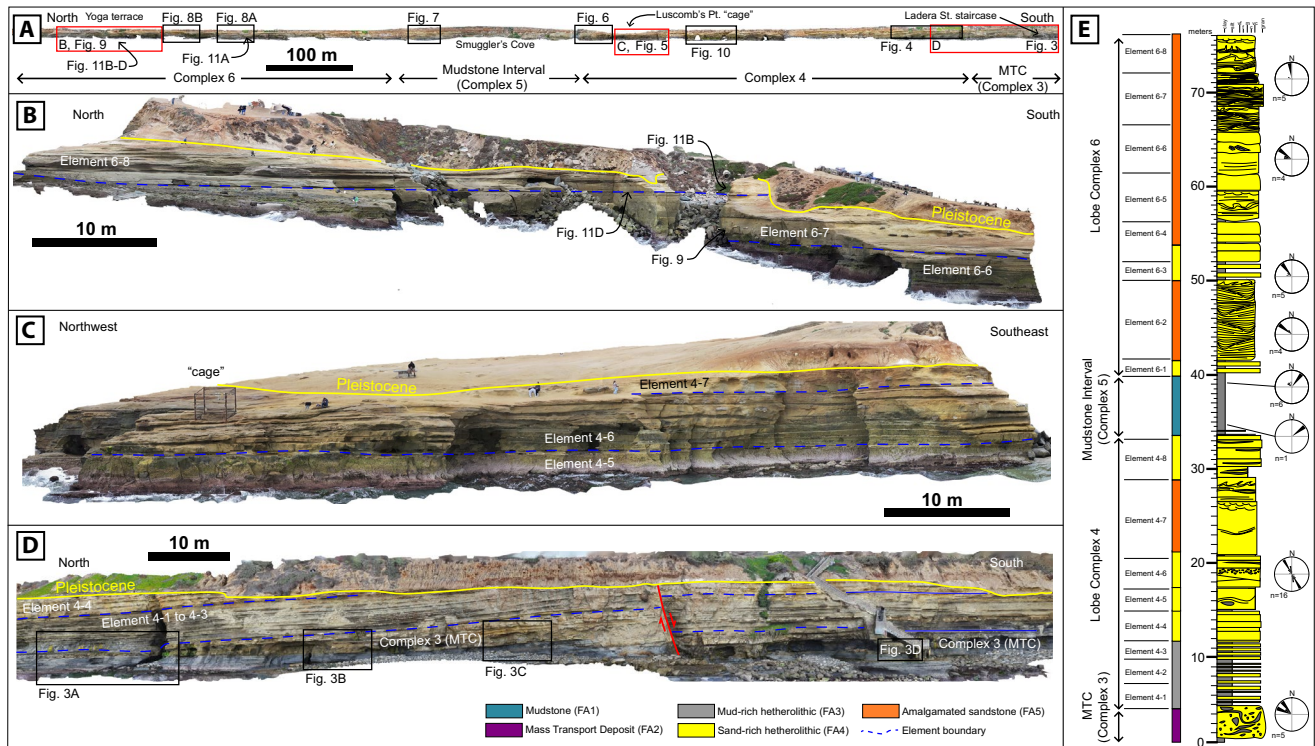 A
North
Yoga terrace
Fig. 8B
Fig. 8A
Fig. 7
Fig. 6
Luscomb's Pt. "cage"
Ladera St. staircase
South
B, Fig. 9
Fig. 11B-D
Fig. 11A
100 m
Smuggler's Cove
C, Fig. 5
Fig. 10
Fig. 4
D
Fig. 3
Complex 6
Mudstone Interval
(Complex 5)
Complex 4
MTC
(Complex 3)
B
North
South
Fig. 11B
Element 6-8
Fig. 11D
Element 6-7
Pleistocene
Fig. 9
Element 6-6
10 m
C
Northwest
Southeast
"cage"
Pleistocene
Element 4-7
Element 4-6
Element 4-5
10 m
D
North
10 m
South
Pleistocene
Element 4-4
Element 4-1 to 4-3
Complex 3 (MTC)
Complex 3 (MTC)
Fig. 3A
Fig. 3B
Fig. 3C
Fig. 3D
Mudstone (FA1)
Mass Transport Deposit (FA2)
Mud-rich hetherolithic (FA3)
Sand-rich hetherolithic (FA4)
Amalgamated sandstone (FA5)
Element boundary
E
meters
Lobe Complex 6
Mudstone Interval
(Complex 5)
Lobe Complex 4
MTC
(Complex 3)
Element 6-8
Element 6-7
Element 6-6
Element 6-5
Element 6-4
Element 6-3
Element 6-2
Element 6-1
Element 4-8
Element 4-7
Element 4-6
Element 4-5
Element 4-4
Element 4-3
Element 4-2
Element 4-1
70
60
50
40
30
20
10
0
N
n=5
N
n=4
N
n=5
N
n=4
N
n=6
N
n=1
N
n=16
N
n=5